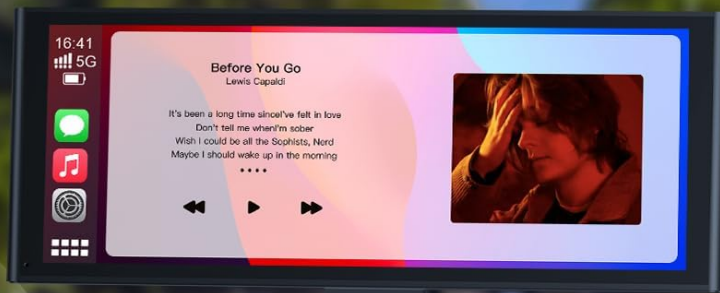 16:41
5G
Before You Go
Lewis Capaldi
It's been a long time sinceI've felt in love
Don't tell me whenI'm sober
Wish I could be all the Sophists, Nerd
Maybe I should wake up in the morning